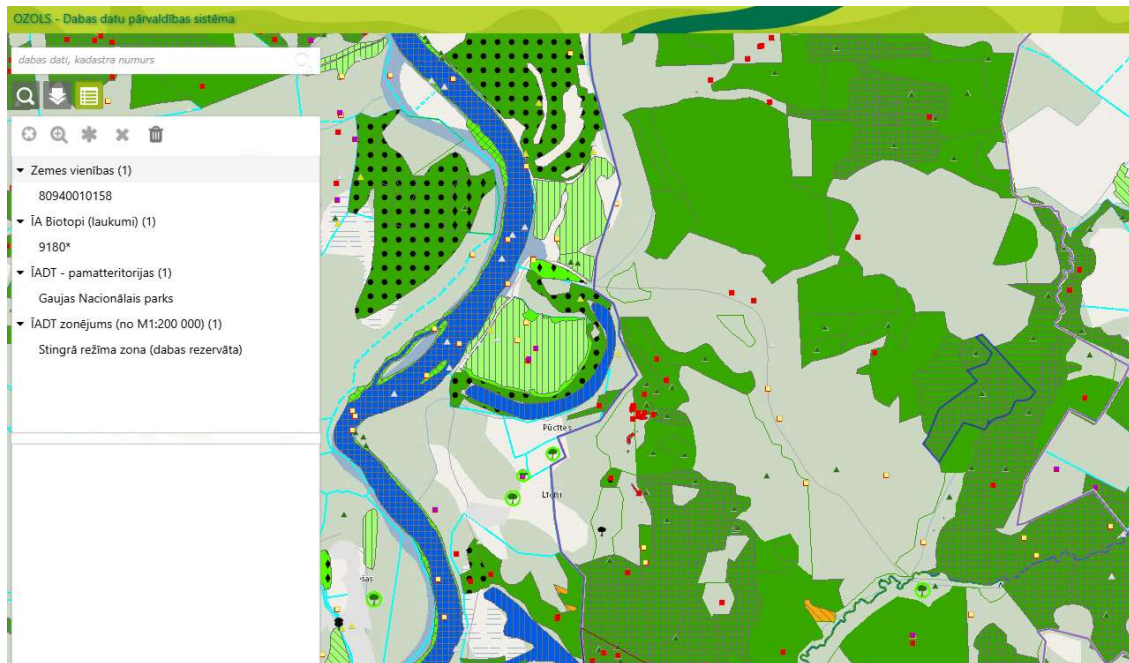 OZOLS - Dabas datu pārvaldības sistēma
dabas dati, kadastra numurs
Zemes vienības (1)
80940010158
ĪA Biotopi (laukumi) (1)
9180*
ĪADT - pamatteritorijas (1)
Gaujas Nacionālais parks
ĪADT zonējums (no M1:200 000) (1)
Stingrā režīma zona (dabas rezervāta)
Pūcītes